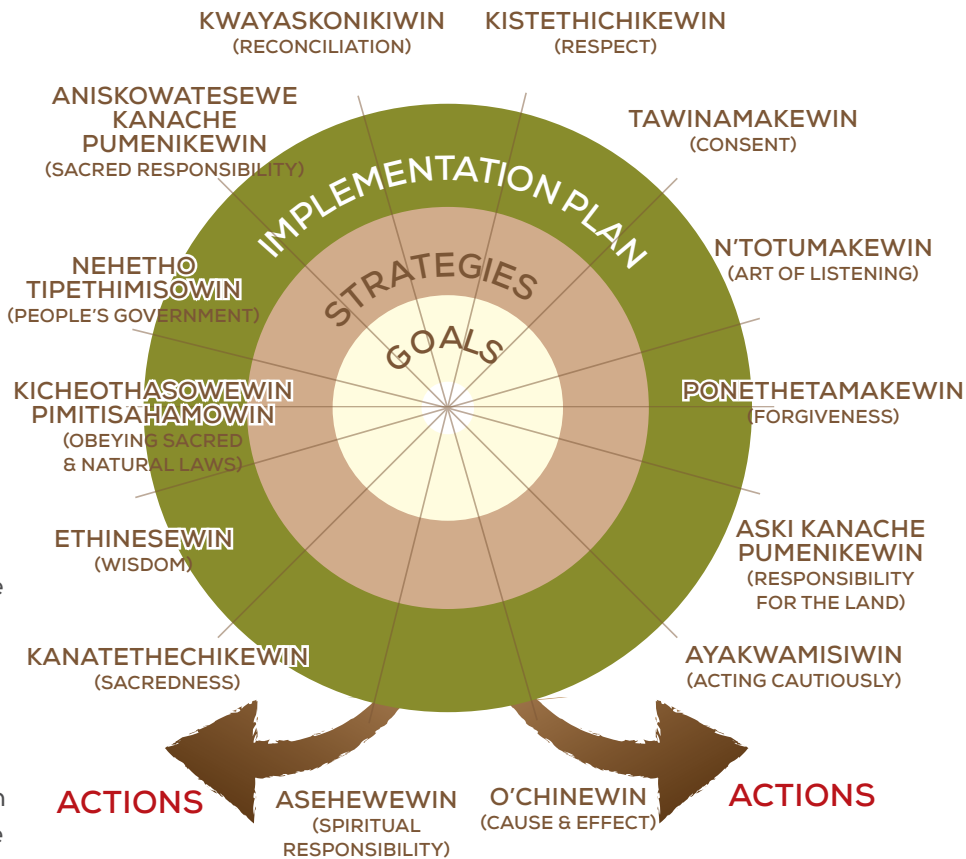 KWAYASKONIKIWIN
(RECONCILIATION)
KISTETHICHIKEWIN
(RESPECT)
ANISKOWATESEWE
KANACHE
PUMENIKEWIN
(SACRED RESPONSIBILITY)
TAWINAMAKEWIN
(CONSENT)
IMPLEMENTATION PLAN
STRATEGIES
GOALS
NEHETHO
TIPETHIMISOWIN
(PEOPLE'S GOVERNMENT)
N'TOTUMAKEWIN
(ART OF LISTENING)
KICHEOTHASOWEWIN
PIMITISAHAMOWIN
(OBEYING SACRED
& NATURAL LAWS)
PONETHETAMAKEWIN
(FORGIVENESS)
ETHINESEWIN
(WISDOM)
ASKI KANACHE
PUMENIKEWIN
(RESPONSIBILITY
FOR THE LAND)
KANATETHECHIKEWIN
(SACREDNESS)
AYAKWAMISIWIN
(ACTING CAUTIOUSLY)
ACTIONS
ASEHEWEWIN
(SPIRITUAL
RESPONSIBILITY)
O'CHINEWIN
(CAUSE & EFFECT)
ACTIONS